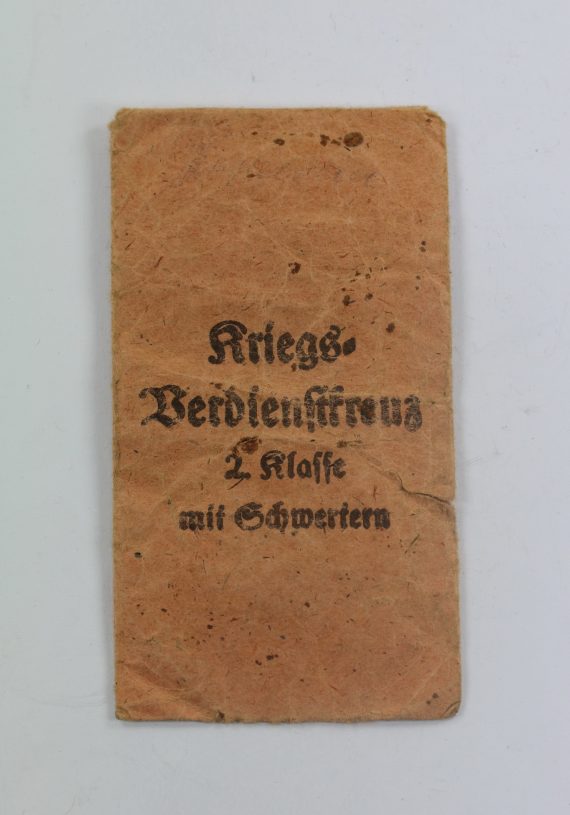 Kriegs-
Verdienstkreuz
2. Klasse
mit Schwertern